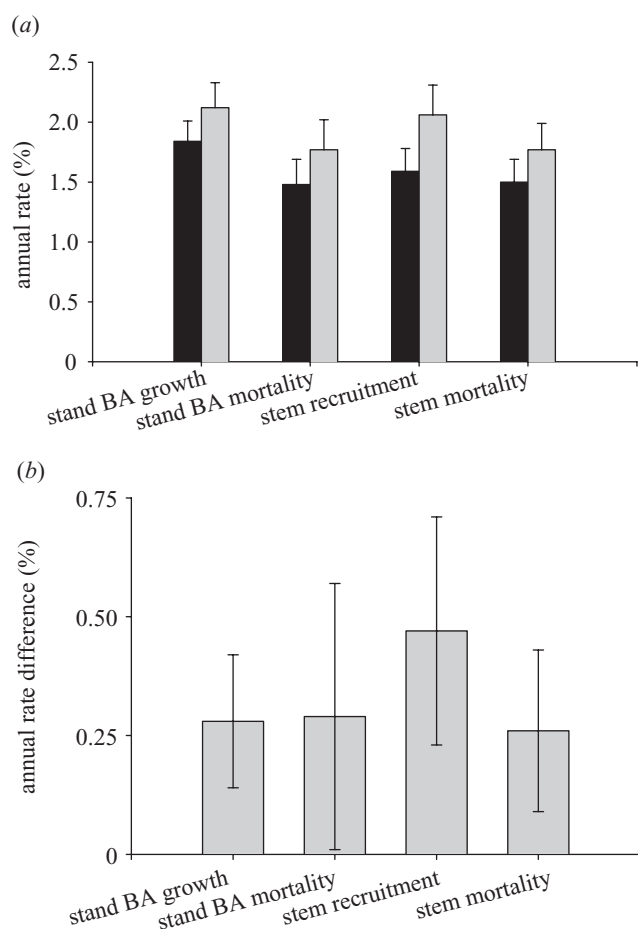 (a)
2.5
2.0
1.5
1.0
0.5
0
annual rate (%)
stand BA growth
stand BA mortality
stem recruitment
stem mortality
(b)
0.75
0.50
0.25
0
annual rate difference (%)
stand BA growth
stand BA mortality
stem recruitment
stem mortality